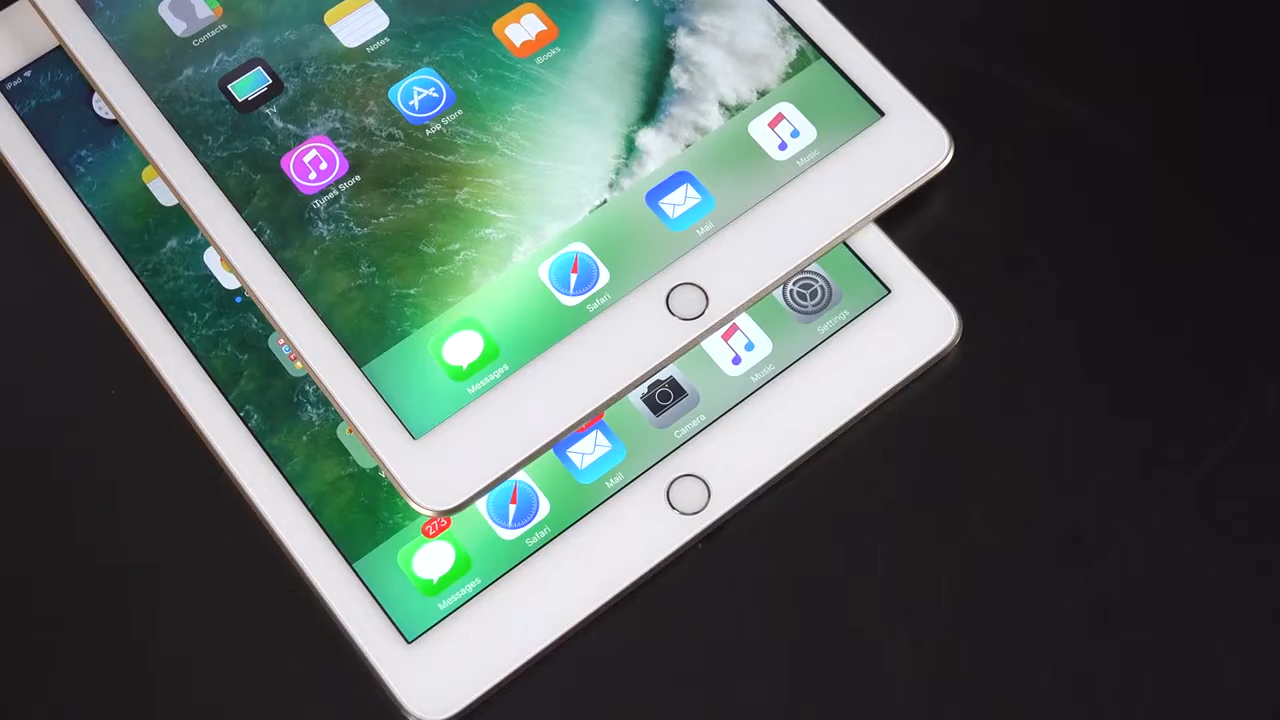 Contacts
Notes
iBooks
TV
App Store
iTunes Store
Music
Mail
Safari
Messages
iPad
Settings
Music
Camera
Mail
Safari
273
Messages